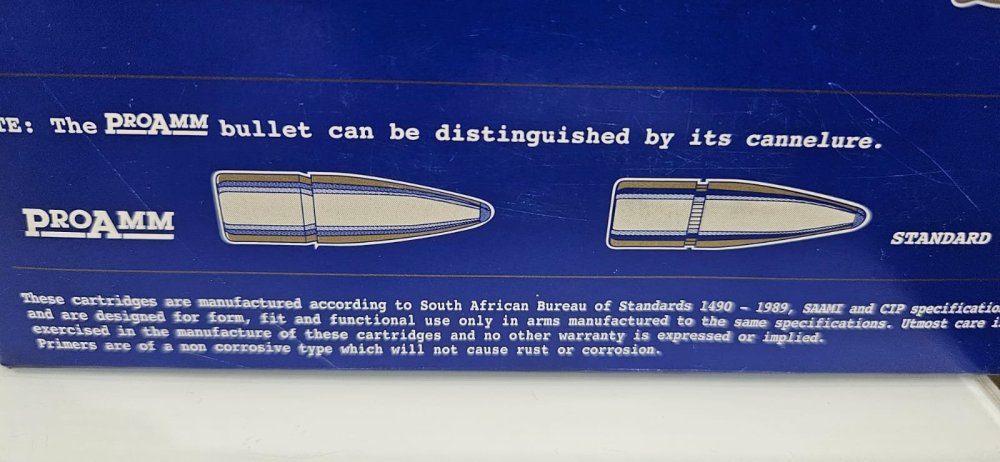 TE: The PROAMM bullet can be distinguished by its cannelure.
PROAMM
STANDARD
These cartridges are manufactured according to South African Bureau of Standards 1490 - 1989, SAAMI and CIP specificatio
and are designed for form, fit and functional use only in arms manufactured to the same specifications. Utmost care i
exercised in the manufacture of these cartridges and no other warranty is expressed or implied.
Primers are of a non corrosive type which will not cause rust or corrosion.